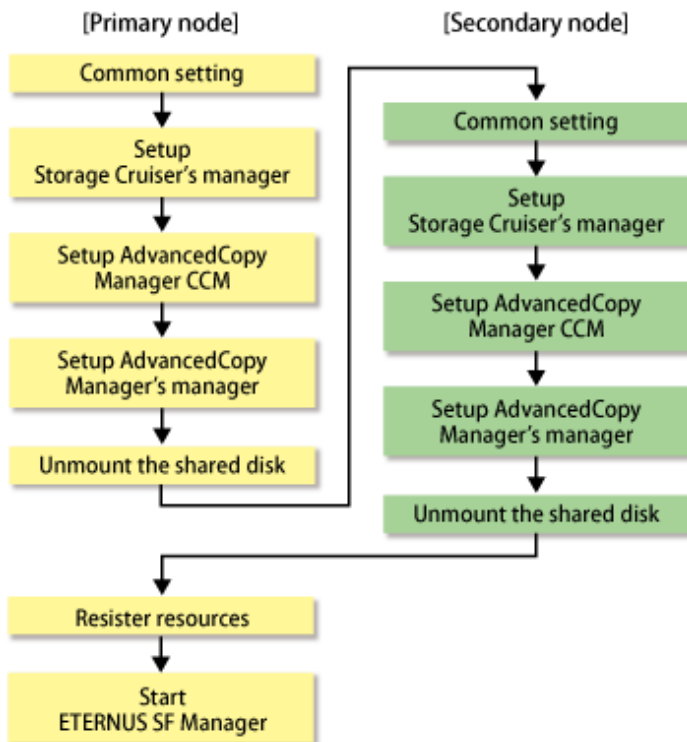 [Primary node]
Common setting
Setup
Storage Cruiser's manager
Setup AdvancedCopy
Manager CCM
Setup AdvancedCopy
Manager's manager
Unmount the shared disk
[Secondary node]
Common setting
Setup
Storage Cruiser's manager
Setup AdvancedCopy
Manager CCM
Setup AdvancedCopy
Manager's manager
Unmount the shared disk
Resister resources
Start
ETERNUS SF Manager